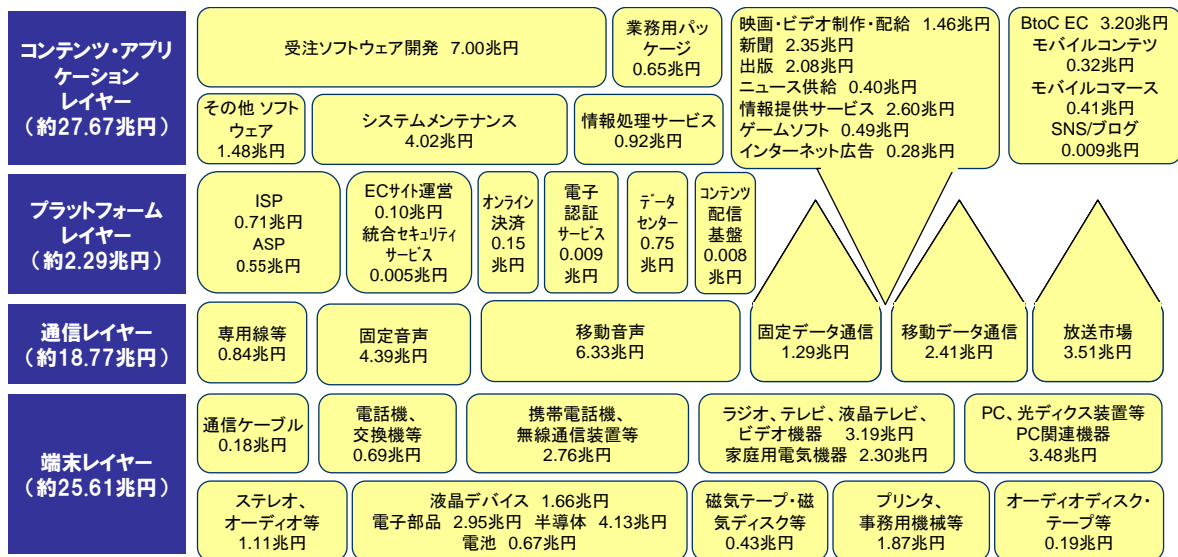 コンテンツ・アプリ
ケーション
レイヤー
（約27.67兆円）
受注ソフトウェア開発 7.00兆円
業務用パッ
ケージ
0.65兆円
その他 ソフト
ウェア
1.48兆円
システムメンテナンス
4.02兆円
情報処理サービス
0.92兆円
映画・ビデオ制作・配給 1.46兆円
新聞 2.35兆円
出版 2.08兆円
ニュース供給 0.40兆円
情報提供サービス 2.60兆円
ゲームソフト 0.49兆円
インターネット広告 0.28兆円
BtoC EC 3.20兆円
モバイルコンテツ
0.32兆円
モバイルコマース
0.41兆円
SNS/ブログ
0.009兆円
プラットフォーム
レイヤー
（約2.29兆円）
ISP
0.71兆円
ASP
0.55兆円
ECサイト運営
0.10兆円
統合セキュリティ
サービス
0.005兆円
オンライン
決済
0.15
兆円
電子
認証
サービス
0.009
兆円
データ
センター
0.75
兆円
コンテンツ
配信
基盤
0.008
兆円
通信レイヤー
（約18.77兆円）
専用線等
0.84兆円
固定音声
4.39兆円
移動音声
6.33兆円
固定データ通信
1.29兆円
移動データ通信
2.41兆円
放送市場
3.51兆円
端末レイヤー
（約25.61兆円）
通信ケーブル
0.18兆円
電話機、
交換機等
0.69兆円
携帯電話機、
無線通信装置等
2.76兆円
ラジオ、テレビ、液晶テレビ、
ビデオ機器 3.19兆円
家庭用電気機器 2.30兆円
PC、光ディクス装置等
PC関連機器
3.48兆円
ステレオ、
オーディオ等
1.11兆円
液晶デバイス 1.66兆円
電子部品 2.95兆円 半導体 4.13兆円
電池 0.67兆円
磁気テープ・磁
気ディスク等
0.43兆円
プリンタ、
事務用機械等
1.87兆円
オーディオディスク・
テープ等
0.19兆円